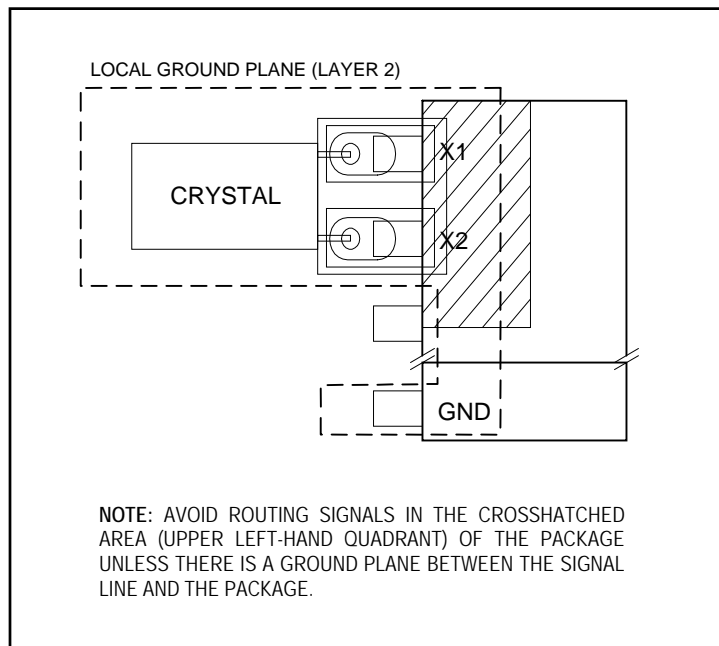 LOCAL GROUND PLANE (LAYER 2)
X1
CRYSTAL
X2
GND
NOTE: AVOID ROUTING SIGNALS IN THE CROSSHATCHED
AREA (UPPER LEFT-HAND QUADRANT) OF THE PACKAGE
UNLESS THERE IS A GROUND PLANE BETWEEN THE SIGNAL
LINE AND THE PACKAGE.